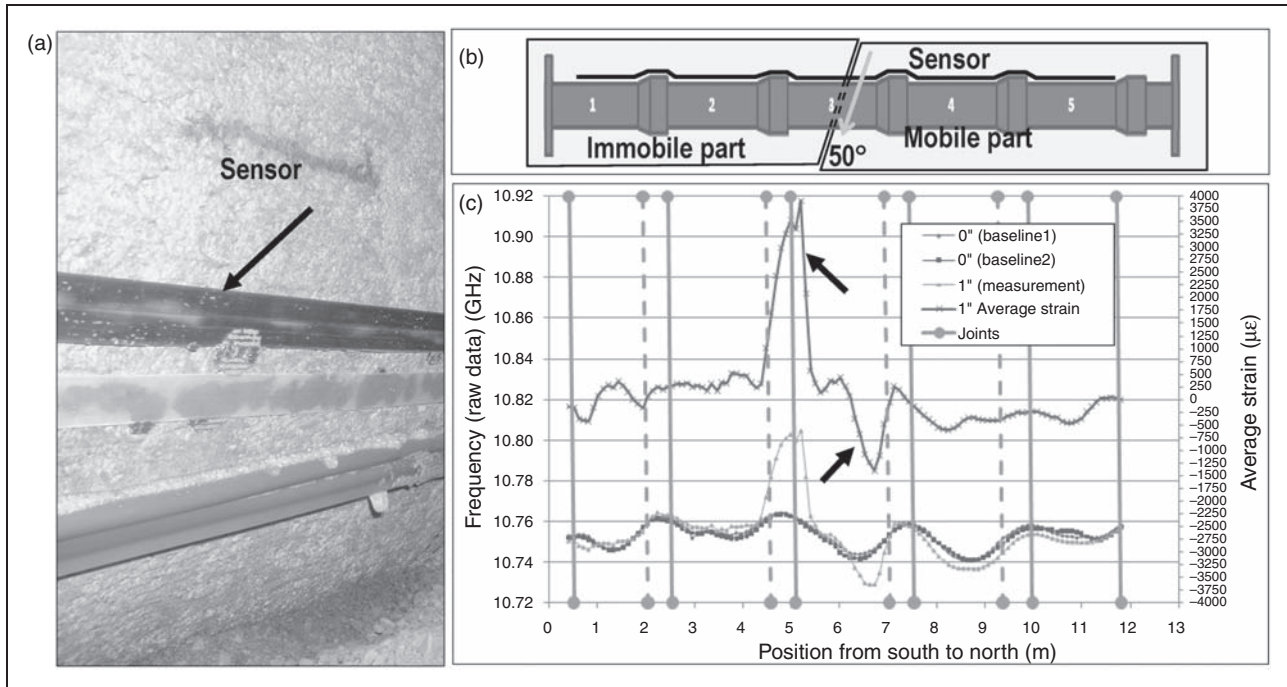 (a)
Sensor
(b)
Sensor
1 2 3 4 5
Immobile part
50°
Mobile part
(c)
Frequency (raw data) (GHz)
10.92
10.90
10.88
10.86
10.84
10.82
10.80
10.78
10.76
10.74
10.72
0" (baseline1)
0" (baseline2)
1" (measurement)
1" Average strain
Joints
4000
3750
3500
3250
3000
2750
2500
2250
2000
1750
1500
1250
1000
750
500
250
0
−250
−500
−750
−1000
−1250
−1500
−1750
−2000
−2250
−2500
−2750
−3000
−3250
−3500
−3750
−4000
Average strain (µε)
0 1 2 3 4 5 6 7 8 9 10 11 12 13
Position from south to north (m)